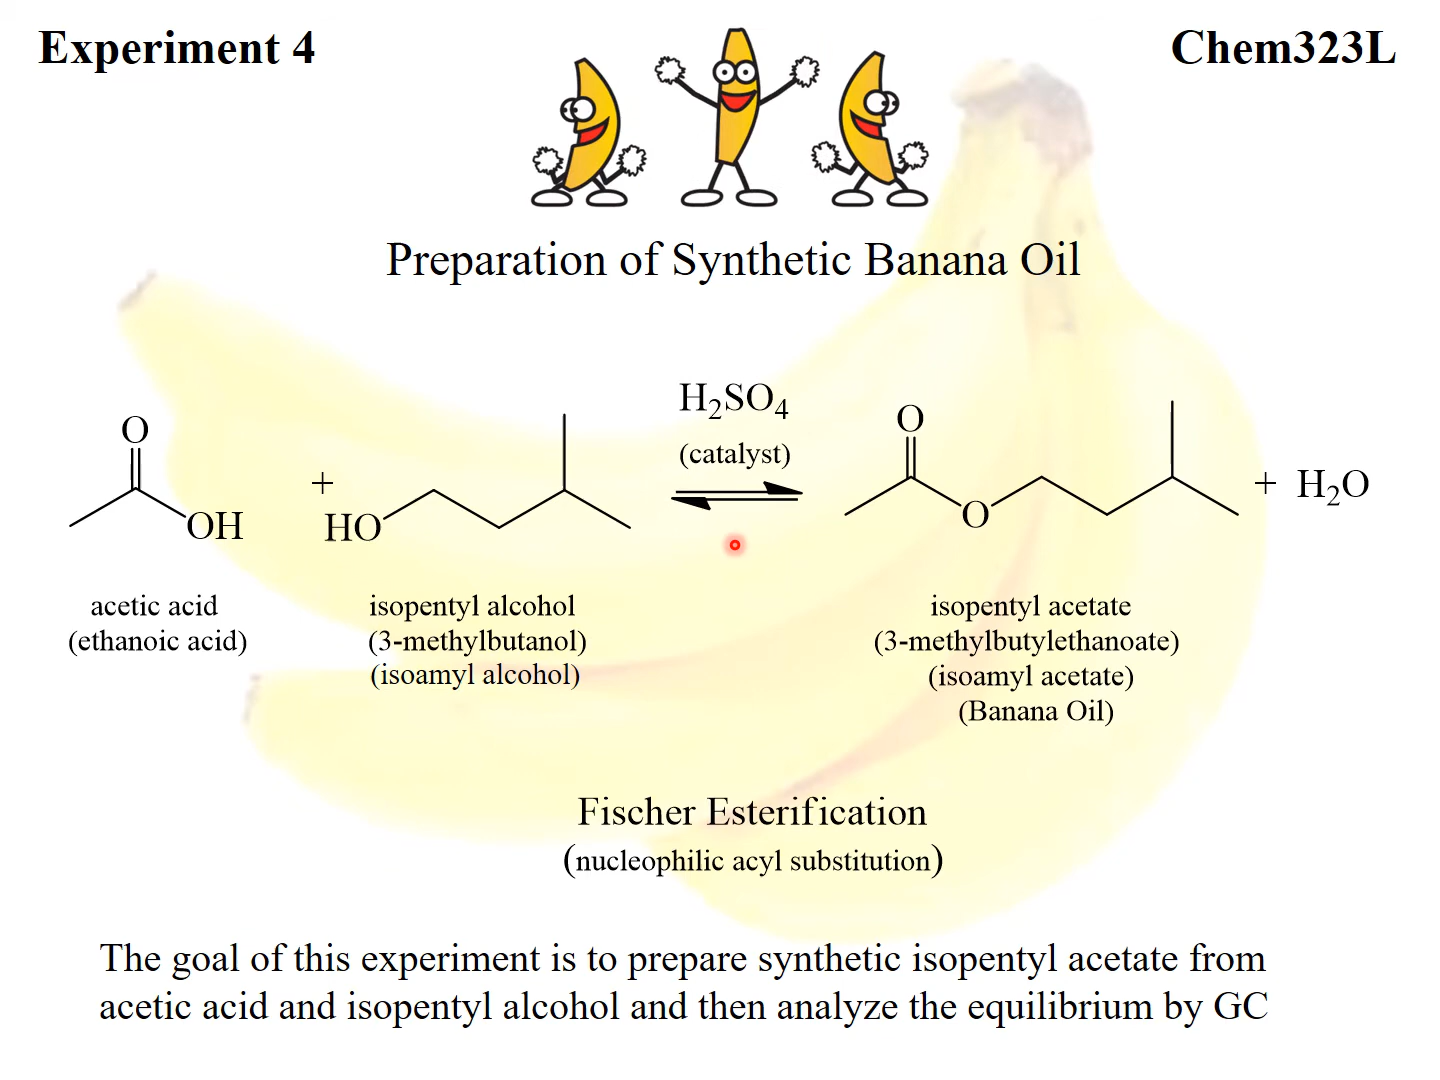 Experiment 4
Chem323L
Preparation of Synthetic Banana Oil
H₂SO₄
(catalyst)
O
OH
+
HO
O
O
+ H₂O
acetic acid
(ethanoic acid)
isopentyl alcohol
(3-methylbutanol)
(isoamyl alcohol)
isopentyl acetate
(3-methylbutylethanoate)
(isoamyl acetate)
(Banana Oil)
Fischer Esterification
(nucleophilic acyl substitution)
The goal of this experiment is to prepare synthetic isopentyl acetate from
acetic acid and isopentyl alcohol and then analyze the equilibrium by GC